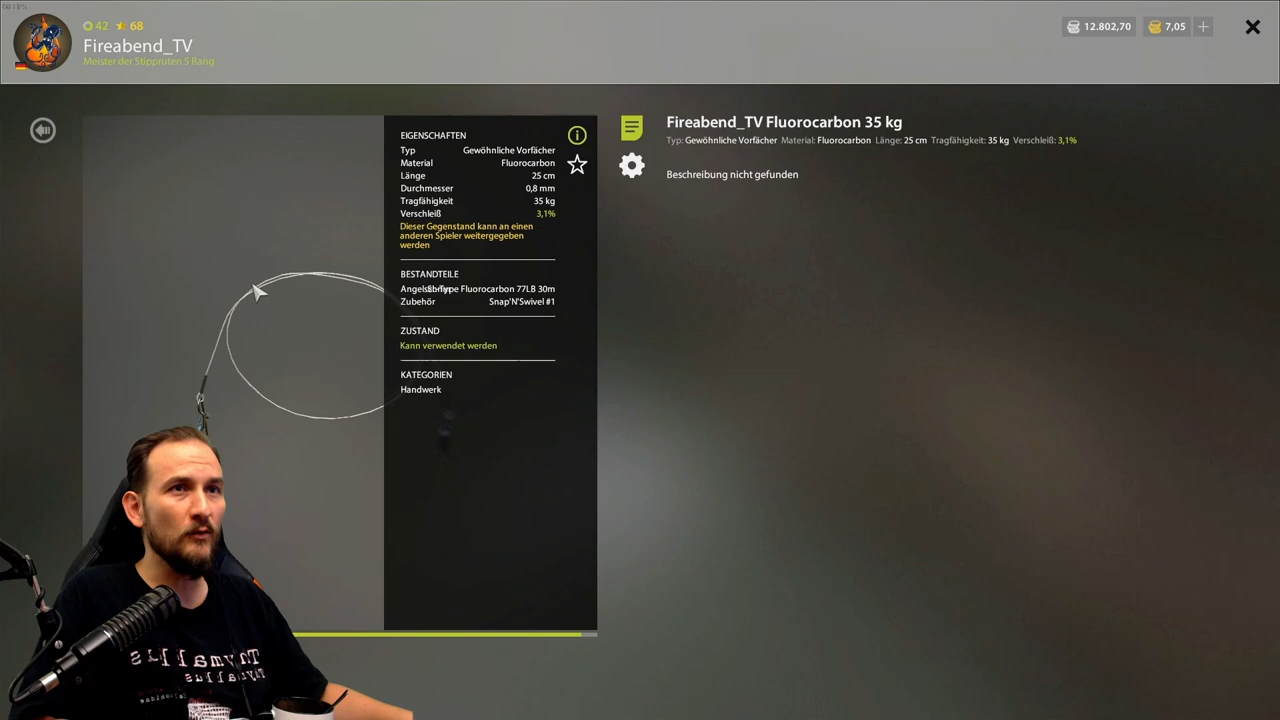 42 68
Fireabend_TV
Meister der Stippruten 5 Rang
12.802,70
7,05
EIGENSCHAFTEN
Typ Gewöhnliche Vorfächer
Material Fluorocarbon
Länge 25 cm
Durchmesser 0,8 mm
Tragfähigkeit 35 kg
Verschleiß 3,1%
Dieser Gegenstand kann an einen
anderen Spieler weitergegeben
werden
BESTANDTEILE
Fluorocarbon 77LB 30m
Zubehör Snap'N'Swivel #1
ZUSTAND
Kann verwendet werden
KATEGORIEN
Handwerk
Fireabend_TV Fluorocarbon 35 kg
Typ: Gewöhnliche Vorfächer Material: Fluorocarbon Länge: 25 cm Tragfähigkeit: 35 kg Verschleiß: 3,1%
Beschreibung nicht gefunden